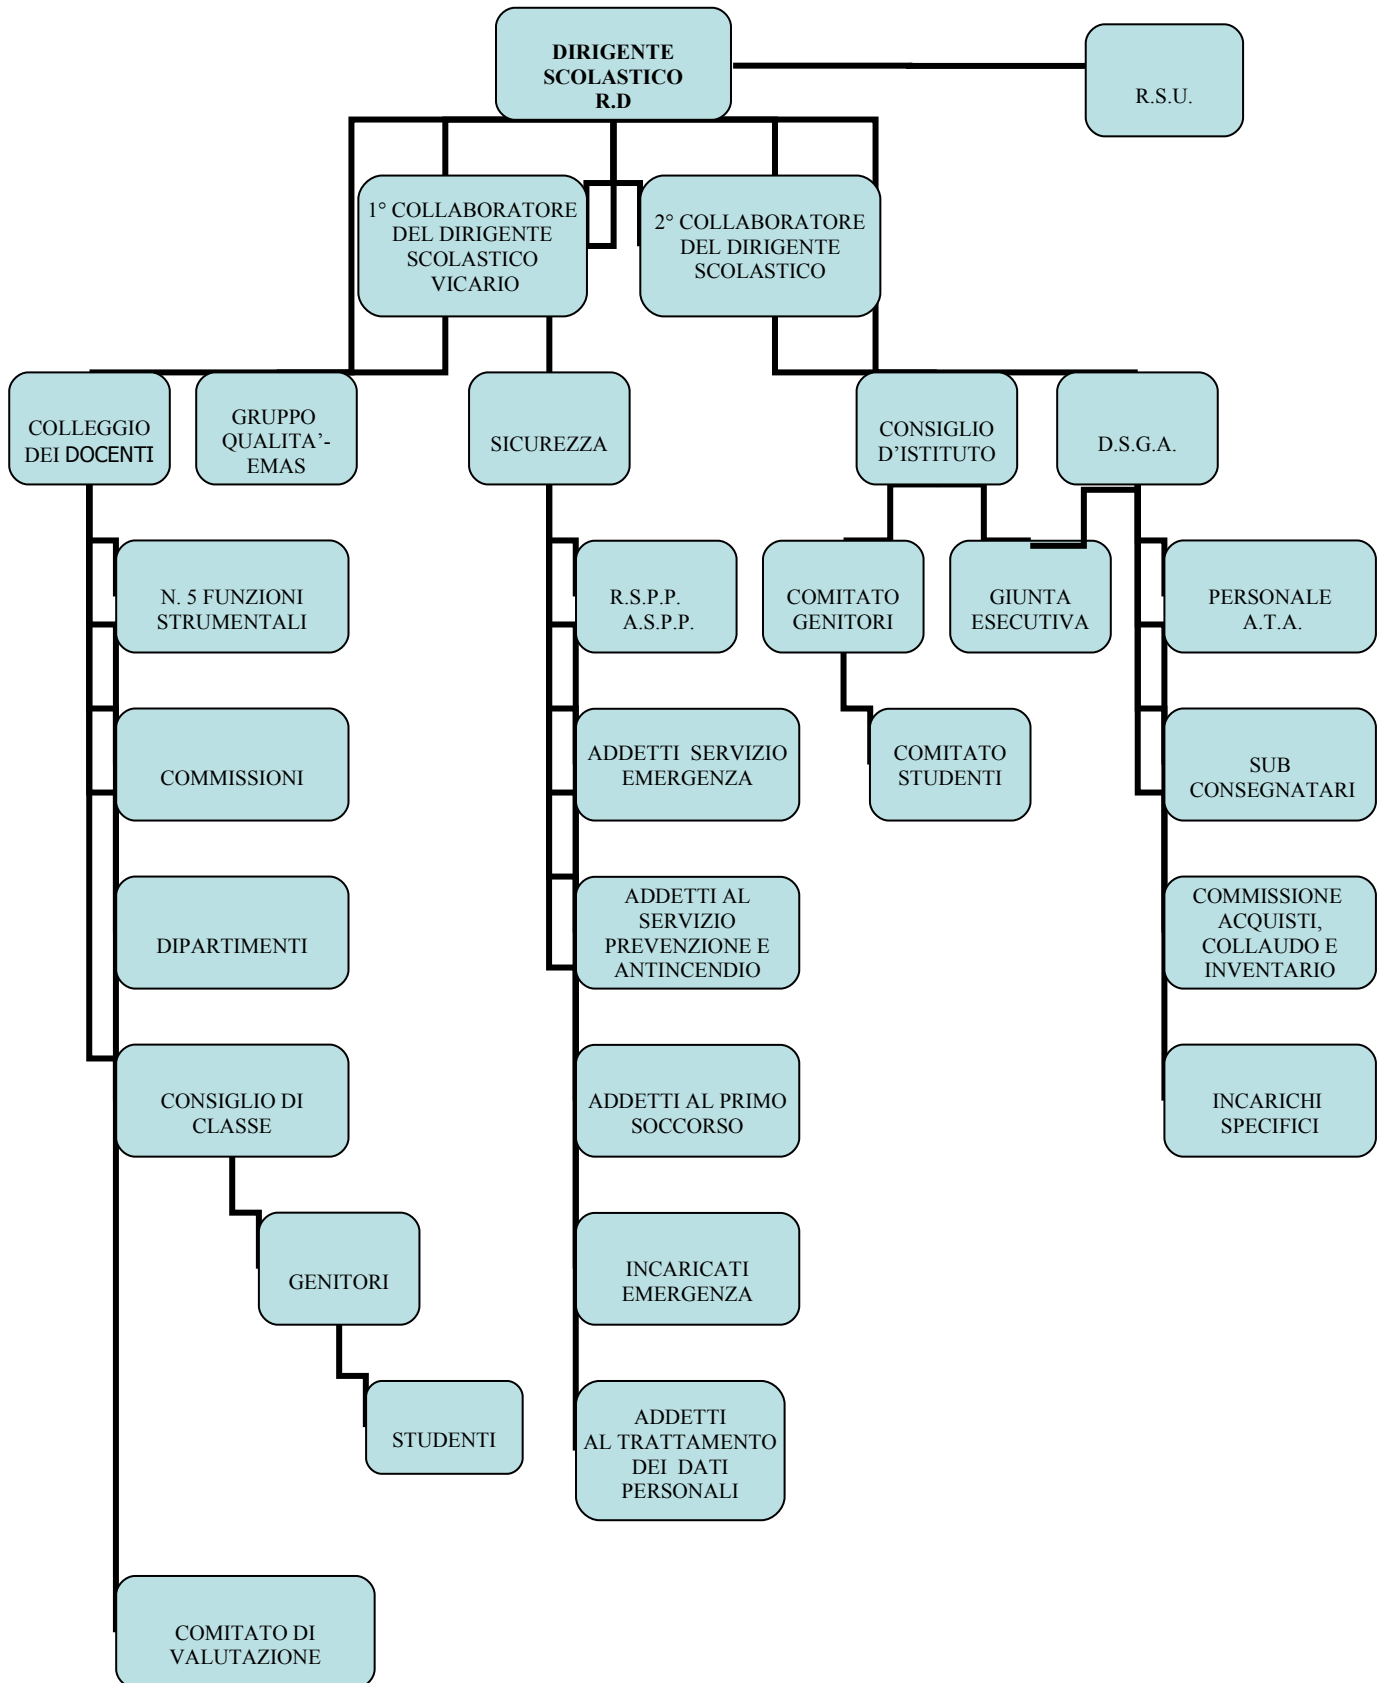 DIRIGENTE
SCOLASTICO
R.D
R.S.U.
1° COLLABORATORE
DEL DIRIGENTE
SCOLASTICO
VICARIO
2° COLLABORATORE
DEL DIRIGENTE
SCOLASTICO
COLLEGGIO
DEI DOCENTI
GRUPPO
QUALITA’-
EMAS
SICUREZZA
CONSIGLIO
D’ISTITUTO
D.S.G.A.
N. 5 FUNZIONI
STRUMENTALI
R.S.P.P.
A.S.P.P.
COMITATO
GENITORI
GIUNTA
ESECUTIVA
PERSONALE
A.T.A.
COMMISSIONI
ADDETTI SERVIZIO
EMERGENZA
COMITATO
STUDENTI
SUB
CONSEGNATARI
DIPARTIMENTI
ADDETTI AL
SERVIZIO
PREVENZIONE E
ANTINCENDIO
COMMISSIONE
ACQUISTI,
COLLAUDO E
INVENTARIO
CONSIGLIO DI
CLASSE
ADDETTI AL PRIMO
SOCCORSO
INCARICHI
SPECIFICI
GENITORI
INCARICATI
EMERGENZA
STUDENTI
ADDETTI
AL TRATTAMENTO
DEI DATI
PERSONALI
COMITATO DI
VALUTAZIONE